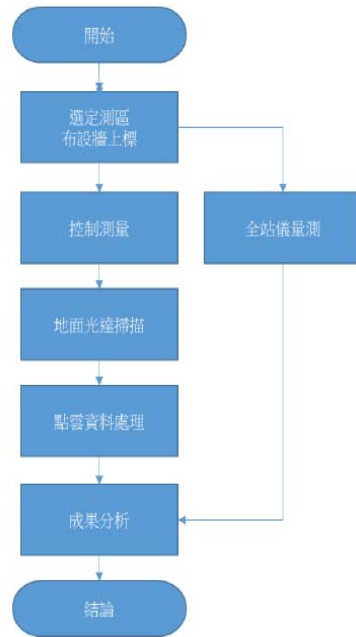 開始
選定測區
布設牆上標
控制測量
全站儀量測
地面光達掃描
點雲資料處理
成果分析
結論